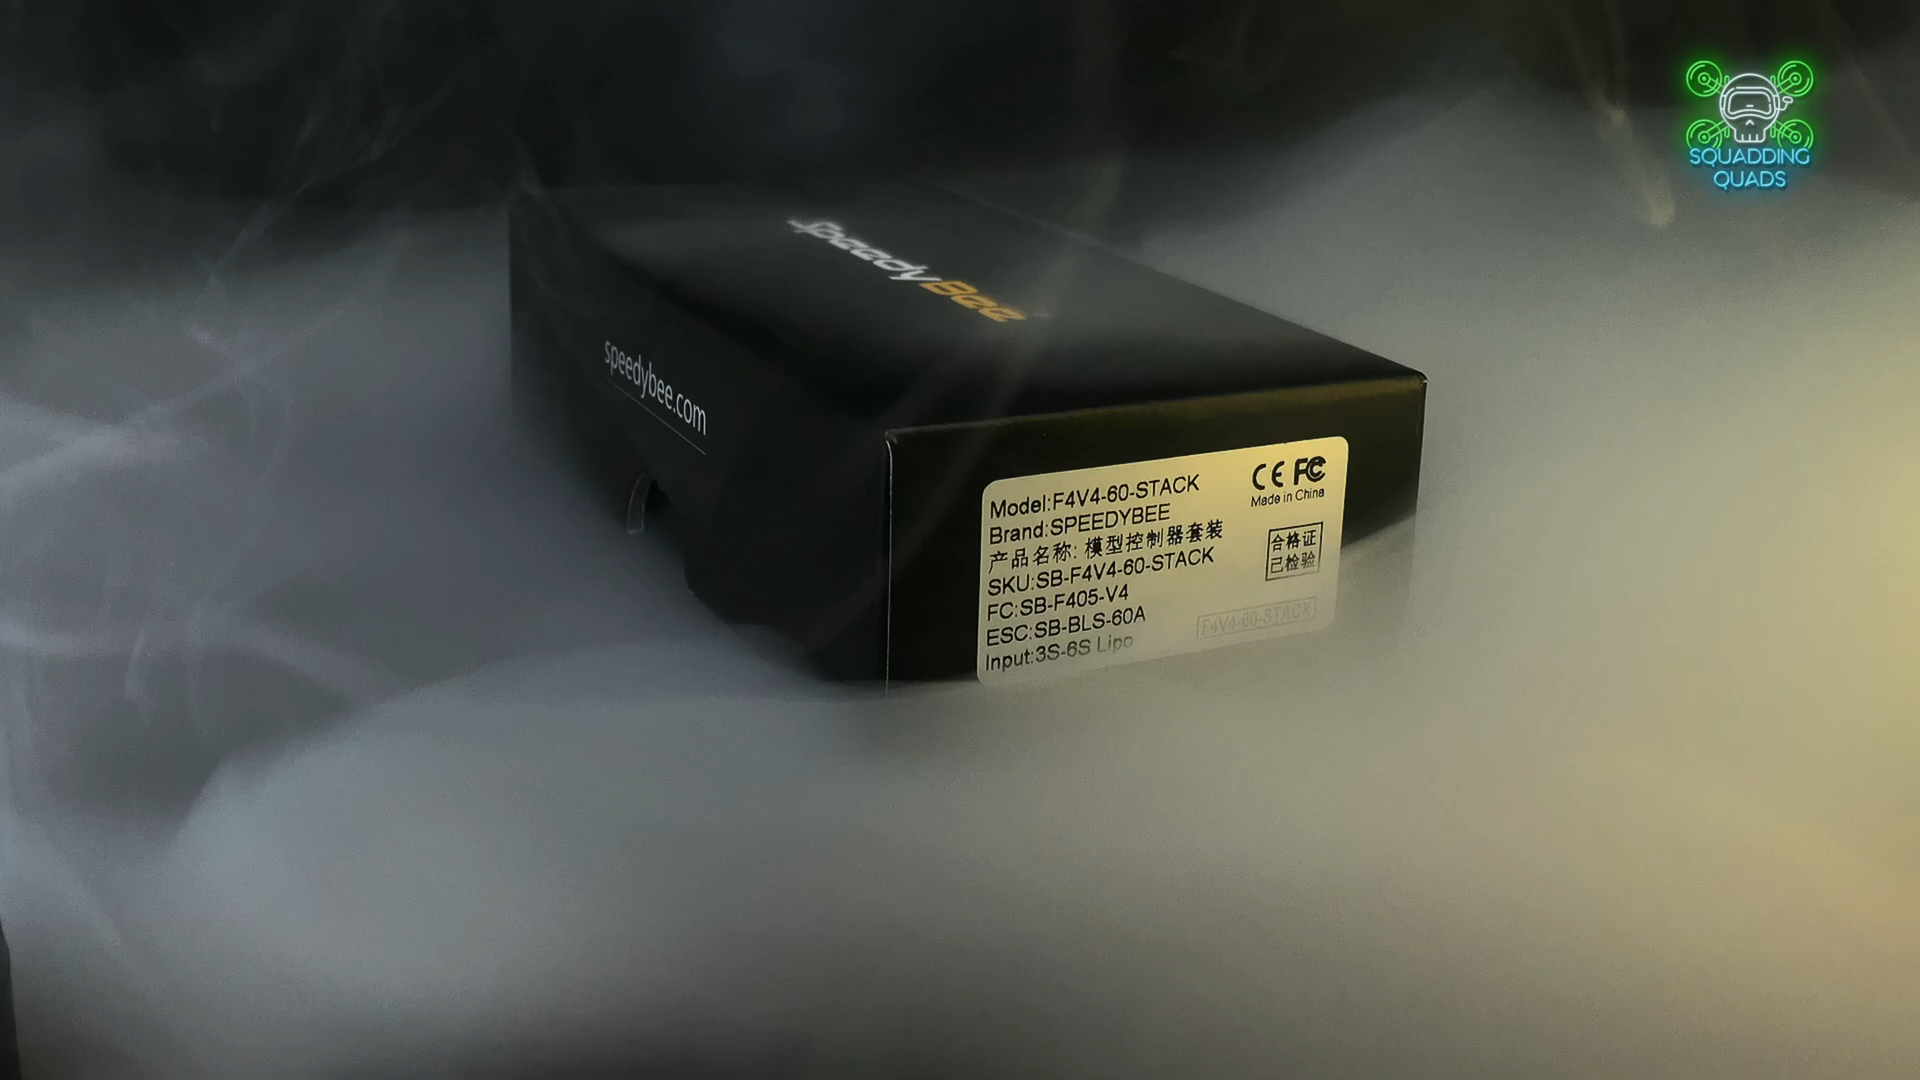 SQUADDING
QUADS
SpeedyBee
speedybee.com
Model:F4V4-60-STACK
Brand:SPEEDYBEE
产品名称: 模型控制器套装
SKU:SB-F4V4-60-STACK
FC:SB-F405-V4
ESC:SB-BLS-60A
Input:3S-6S Lipo
CE FC
Made in China
合格证
己检验
F4V4-60-STACK